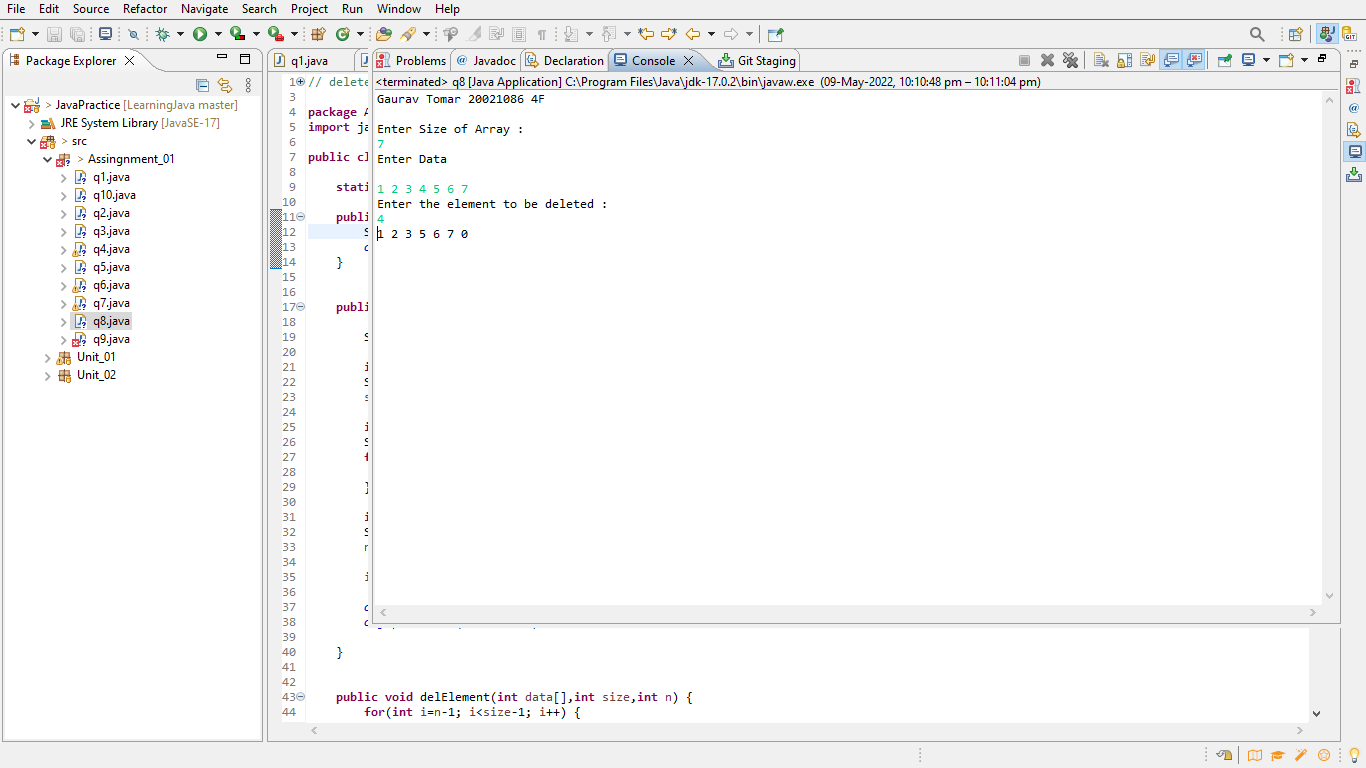 File Edit Source Refactor Navigate Search Project Run Window Help
Package Explorer
JavaPractice [LearningJava master]
JRE System Library [JavaSE-17]
src
Assingnment_01
q1.java
q10.java
q2.java
q3.java
q4.java
q5.java
q6.java
q7.java
q8.java
q9.java
Unit_01
Unit_02
q1.java
Problems @ Javadoc Declaration Console Git Staging
<terminated> q8 [Java Application] C:\Program Files\Java\jdk-17.0.2\bin\javaw.exe (09-May-2022, 10:10:48 pm – 10:11:04 pm)
Gaurav Tomar 20021086 4F
Enter Size of Array :
7
Enter Data
1 2 3 4 5 6 7
Enter the element to be deleted :
4
1 2 3 5 6 7 0
1 // delete
3
4 package A
5 import ja
6
7 public cl
8
9 stati
10
11 publi
12 S
13
14 }
15
16
17 publi
18
19 S
20
21 i
22 S
23 s
24
25 i
26 S
27 f
28
29 }
30
31 i
32 S
33 n
34
35 i
36
37
38
39
40 }
41
42
43 public void delElement(int data[],int size,int n) {
44 for(int i=n-1; i<size-1; i++) {